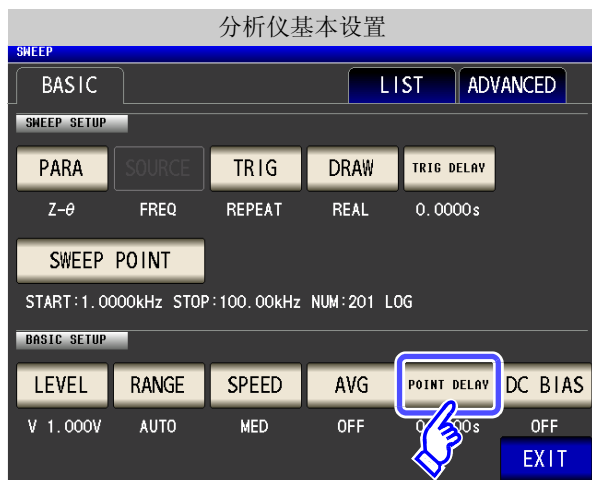 分析仪基本设置
SWEEP
BASIC LIST ADVANCED
SWEEP SETUP
PARA SOURCE TRIG DRAW TRIG DELAY
Z-θ FREQ REPEAT REAL 0.0000s
SWEEP POINT
START:1.0000kHz STOP:100.00kHz NUM:201 LOG
BASIC SETUP
LEVEL RANGE SPEED AVG POINT DELAY DC BIAS
V 1.000V AUTO MED OFF OFF
EXIT